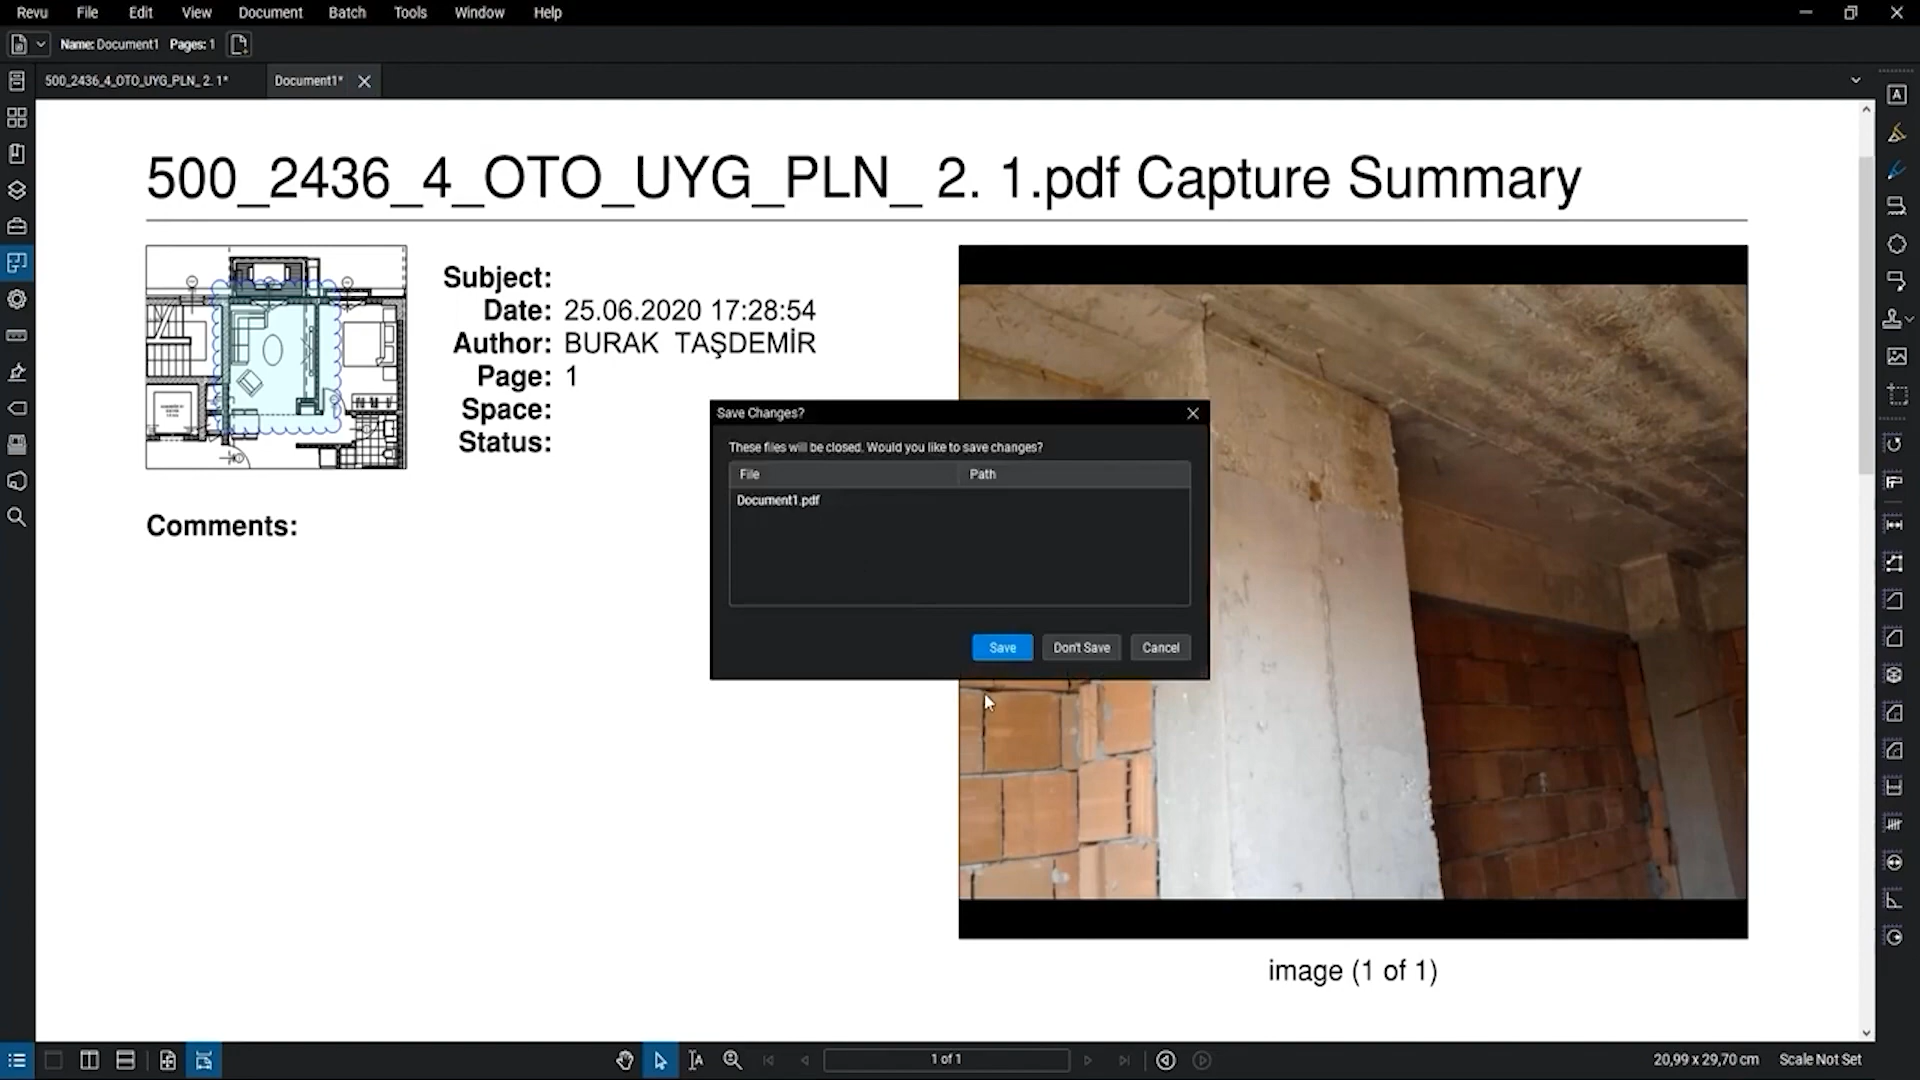 Revu File Edit View Document Batch Tools Window Help
Name: Document1 Pages: 1
500_2436_4_OTO_UYG_PLN_ 2. 1* Document1*
500_2436_4_OTO_UYG_PLN_ 2. 1.pdf Capture Summary
Subject:
Date: 25.06.2020 17:28:54
Author: BURAK TAŞDEMİR
Page: 1
Space:
Status:
Comments:
Save Changes?
These files will be closed. Would you like to save changes?
File Path
Document1.pdf
Save Don't Save Cancel
image (1 of 1)
1 of 1
20,99 x 29,70 cm Scale Not Set